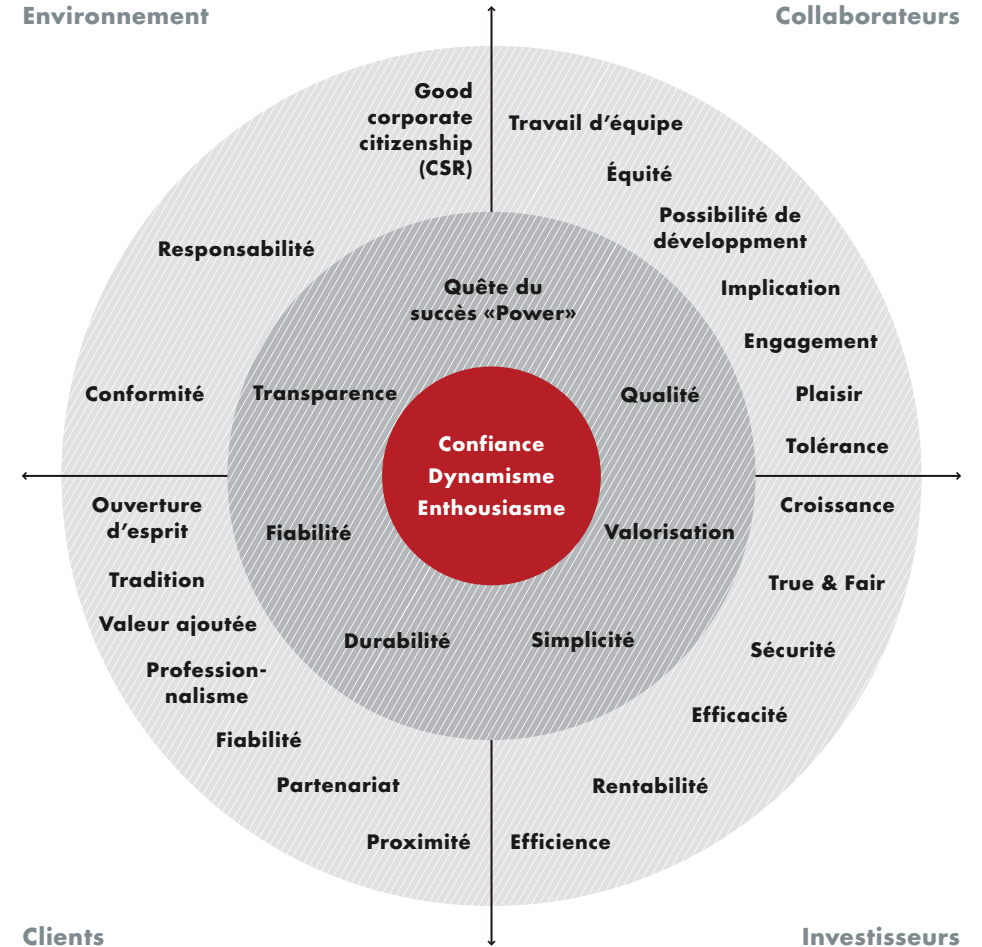 Environnement
Collaborateurs
Good
corporate
citizenship
(CSR)
Travail d’équipe
Équité
Possibilité de
développment
Responsabilité
Implication
Quête du
succès «Power»
Engagement
Conformité
Transparence
Qualité
Plaisir
Tolérance
Confiance
Dynamisme
Enthousiasme
Ouverture
d’esprit
Fiabilité
Valorisation
Croissance
Tradition
True & Fair
Valeur ajoutée
Durabilité
Simplicité
Sécurité
Profession-
nalisme
Efficacité
Fiabilité
Partenariat
Rentabilité
Proximité
Efficience
Clients
Investisseurs